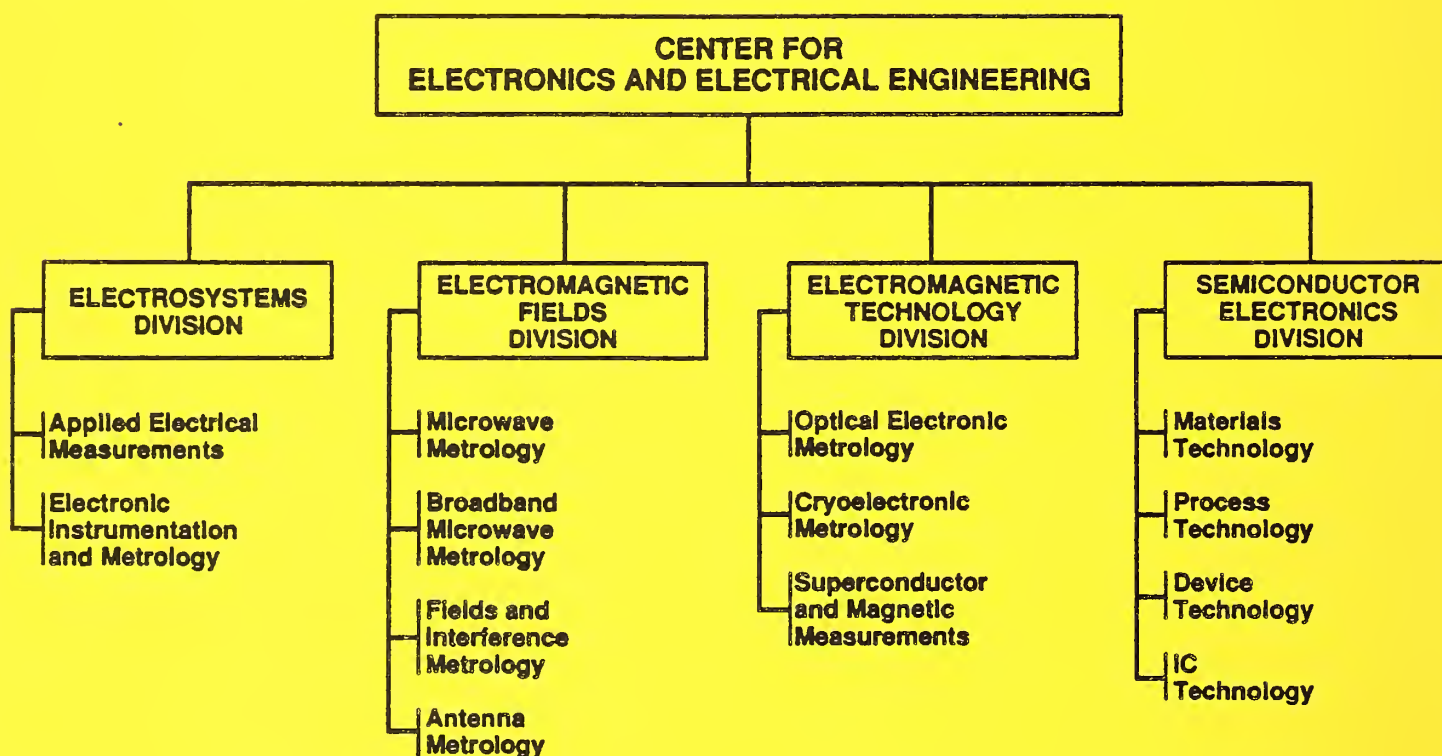 CENTER FOR
ELECTRONICS AND ELECTRICAL ENGINEERING
ELECTROSYSTEMS
DIVISION
Applied Electrical
Measurements
Electronic
Instrumentation
and Metrology
ELECTROMAGNETIC
FIELDS
DIVISION
Microwave
Metrology
Broadband
Microwave
Metrology
Fields and
Interference
Metrology
Antenna
Metrology
ELECTROMAGNETIC
TECHNOLOGY
DIVISION
Optical Electronic
Metrology
Cryoelectronic
Metrology
Superconductor
and Magnetic
Measurements
SEMICONDUCTOR
ELECTRONICS
DIVISION
Materials
Technology
Process
Technology
Device
Technology
IC
Technology